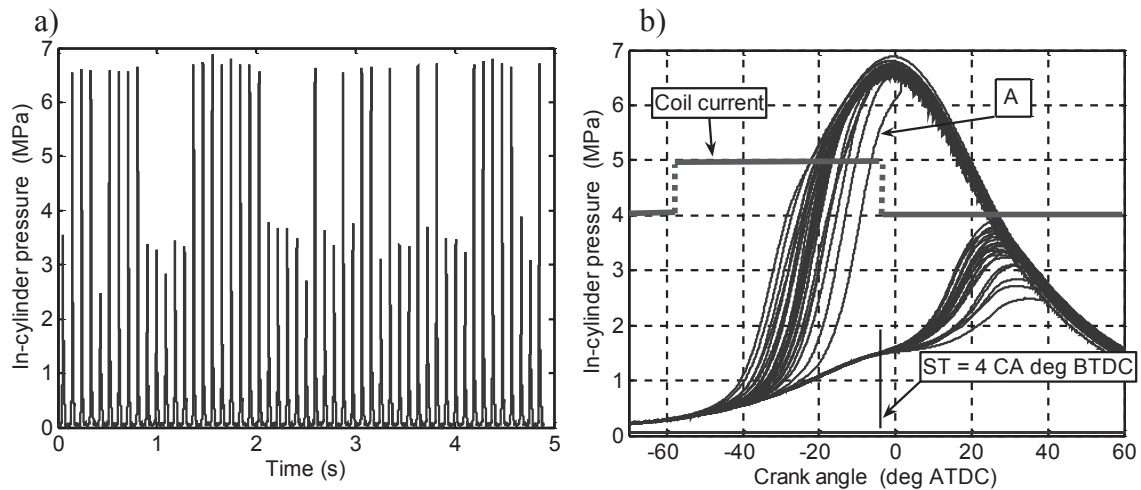 a)
In-cylinder pressure (MPa)
7
6
5
4
3
2
1
0
0 1 2 3 4 5
Time (s)
b)
In-cylinder pressure (MPa)
7
6
5
4
3
2
1
0
Coil current
A
ST = 4 CA deg BTDC
-60 -40 -20 0 20 40 60
Crank angle (deg ATDC)